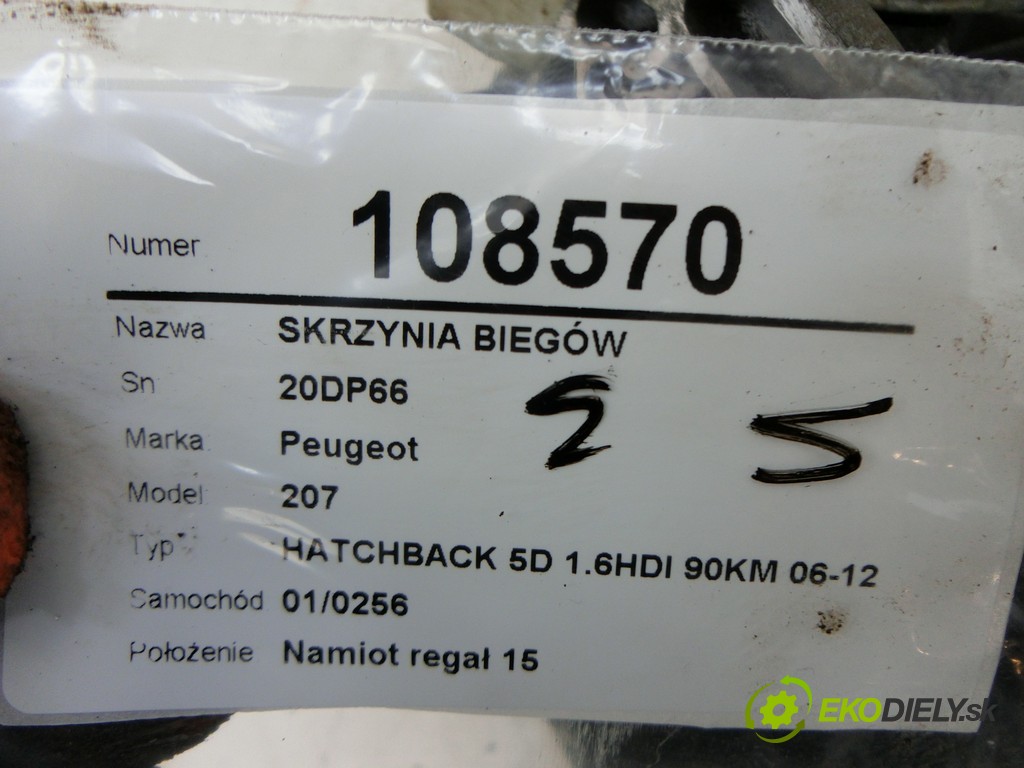 Numer 108570
Nazwa SKRZYNIA BIEGÓW
Sn 20DP66
Marka Peugeot
Model 207
Typ HATCHBACK 5D 1.6HDI 90KM 06-12
Samochód 01/0256
Położenie Namiot regał 15
EKODIELY.sk